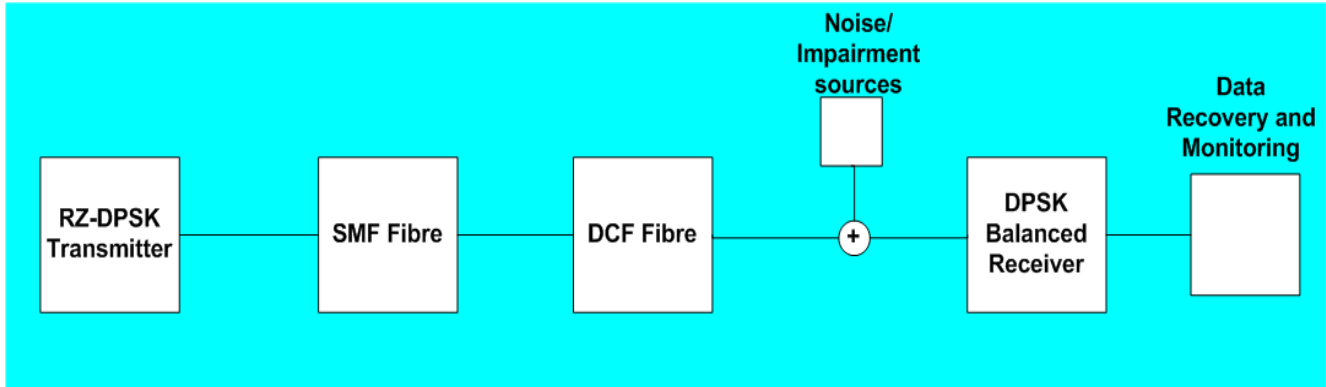 Noise/
Impairment
sources
Data
Recovery and
Monitoring
RZ-DPSK
Transmitter
SMF Fibre
DCF Fibre
+
DPSK
Balanced
Receiver